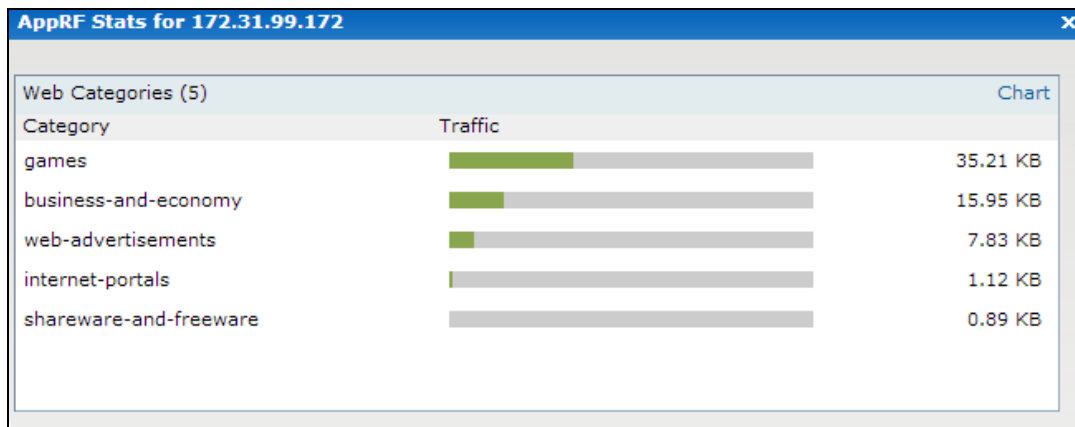 AppRF Stats for 172.31.99.172 x
Web Categories (5) Chart
Category Traffic
games 35.21 KB
business-and-economy 15.95 KB
web-advertisements 7.83 KB
internet-portals 1.12 KB
shareware-and-freeware 0.89 KB